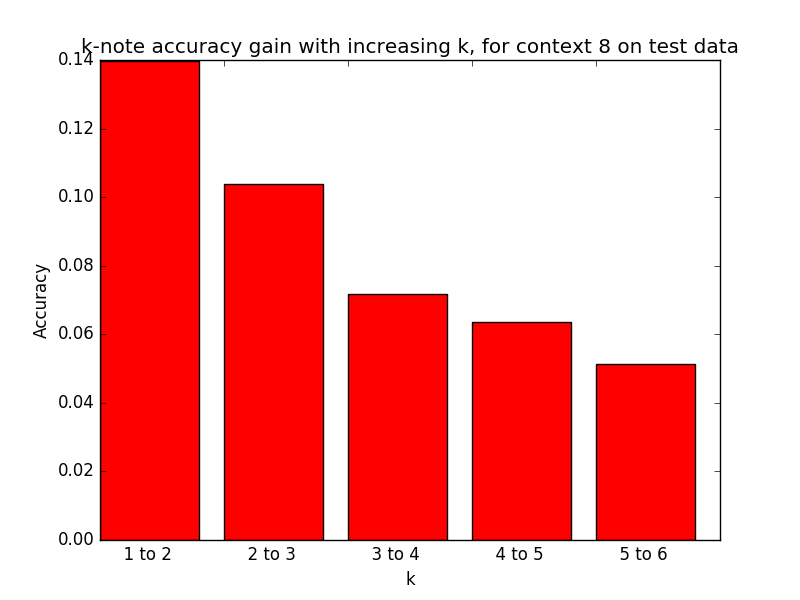 k-note accuracy gain with increasing k, for context 8 on test data
0.14
0.12
0.10
0.08
0.06
0.04
0.02
0.00
Accuracy
1 to 2 2 to 3 3 to 4 4 to 5 5 to 6
k